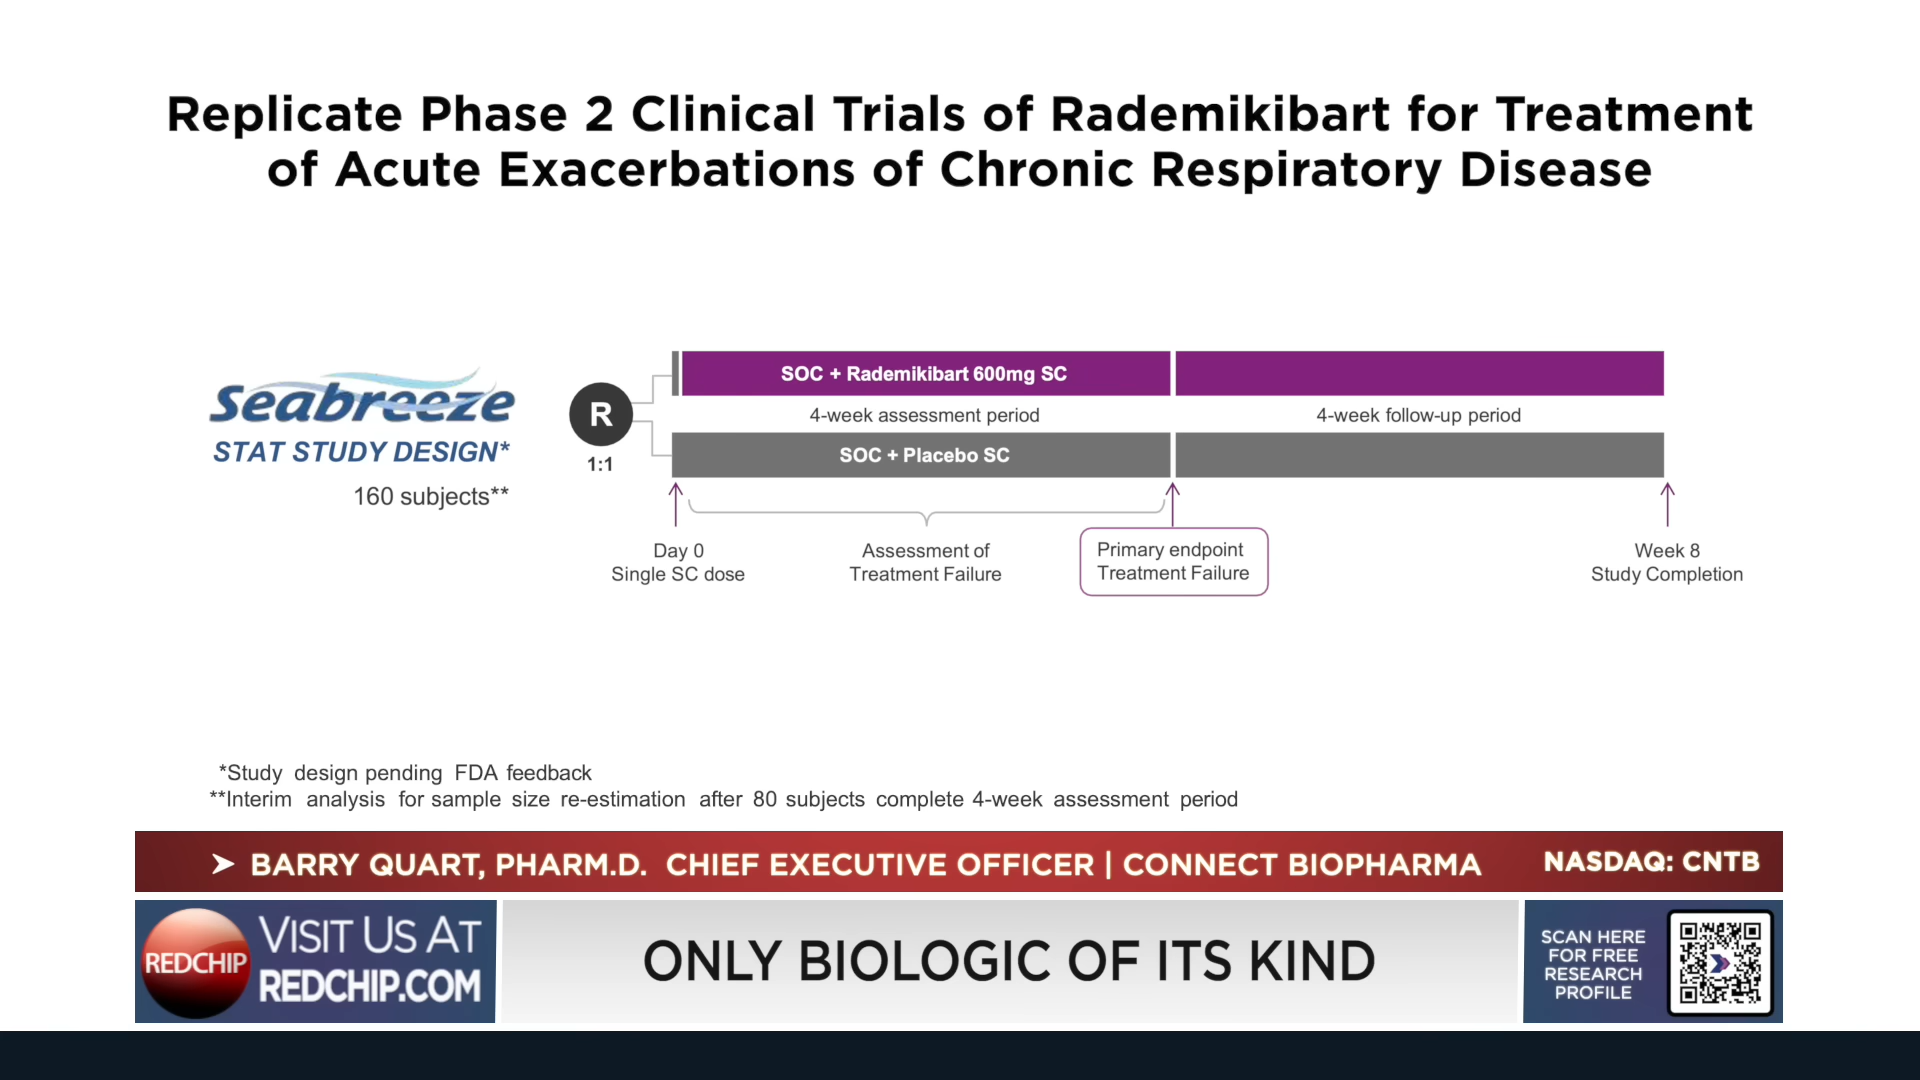 Replicate Phase 2 Clinical Trials of Rademikibart for Treatment
of Acute Exacerbations of Chronic Respiratory Disease
Seabreeze
STAT STUDY DESIGN*
160 subjects**
R
1:1
SOC + Rademikibart 600mg SC
4-week assessment period
4-week follow-up period
SOC + Placebo SC
Day 0
Single SC dose
Assessment of
Treatment Failure
Primary endpoint
Treatment Failure
Week 8
Study Completion
*Study design pending FDA feedback
**Interim analysis for sample size re-estimation after 80 subjects complete 4-week assessment period
➤ BARRY QUART, PHARM.D. CHIEF EXECUTIVE OFFICER | CONNECT BIOPHARMA
NASDAQ: CNTB
REDCHIP
VISIT US AT
REDCHIP.COM
ONLY BIOLOGIC OF ITS KIND
SCAN HERE
FOR FREE
RESEARCH
PROFILE